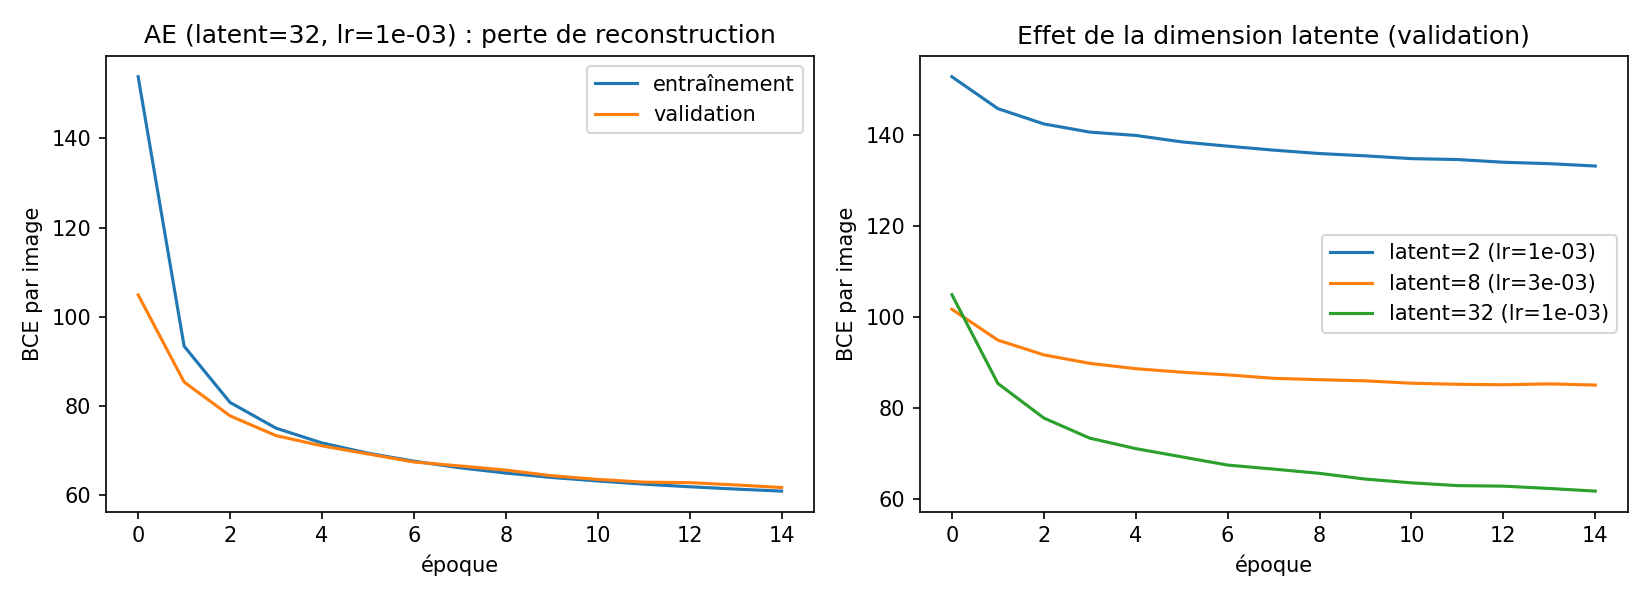 AE (latent=32, lr=1e-03) : perte de reconstruction
entraînement
validation
BCE par image
140
120
100
80
60
0 2 4 6 8 10 12 14
époque
Effet de la dimension latente (validation)
latent=2 (lr=1e-03)
latent=8 (lr=3e-03)
latent=32 (lr=1e-03)
BCE par image
140
120
100
80
60
0 2 4 6 8 10 12 14
époque